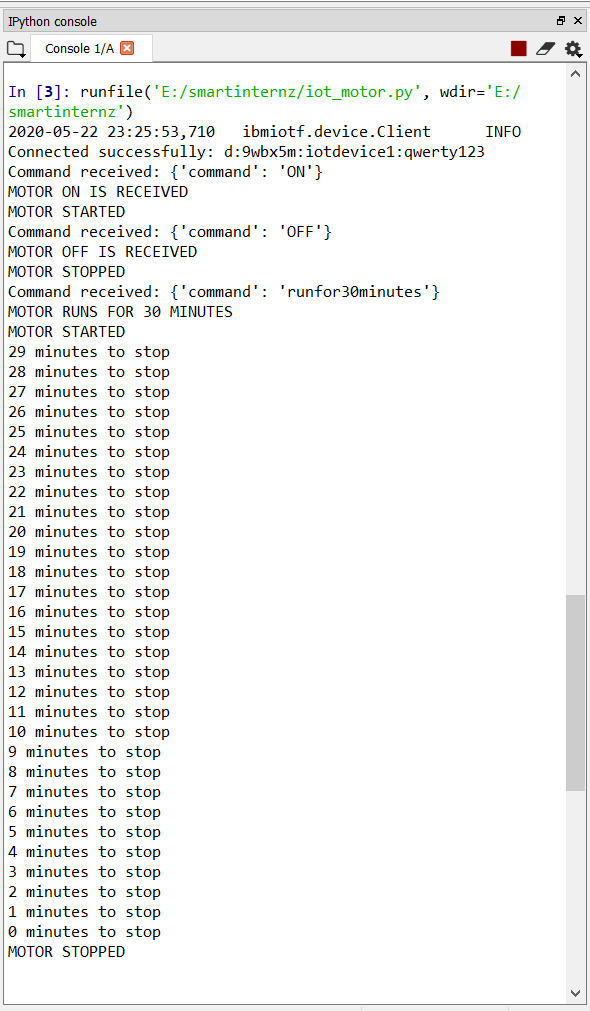 IPython console
Console 1/A
In [3]: runfile('E:/smartinternz/iot_motor.py', wdir='E:/
smartinternz')
2020-05-22 23:25:53,710   ibmiotf.device.Client      INFO
Connected successfully: d:9wbx5m:iotdevice1:qwerty123
Command received: {'command': 'ON'}
MOTOR ON IS RECEIVED
MOTOR STARTED
Command received: {'command': 'OFF'}
MOTOR OFF IS RECEIVED
MOTOR STOPPED
Command received: {'command': 'runfor30minutes'}
MOTOR RUNS FOR 30 MINUTES
MOTOR STARTED
29 minutes to stop
28 minutes to stop
27 minutes to stop
26 minutes to stop
25 minutes to stop
24 minutes to stop
23 minutes to stop
22 minutes to stop
21 minutes to stop
20 minutes to stop
19 minutes to stop
18 minutes to stop
17 minutes to stop
16 minutes to stop
15 minutes to stop
14 minutes to stop
13 minutes to stop
12 minutes to stop
11 minutes to stop
10 minutes to stop
9 minutes to stop
8 minutes to stop
7 minutes to stop
6 minutes to stop
5 minutes to stop
4 minutes to stop
3 minutes to stop
2 minutes to stop
1 minutes to stop
0 minutes to stop
MOTOR STOPPED